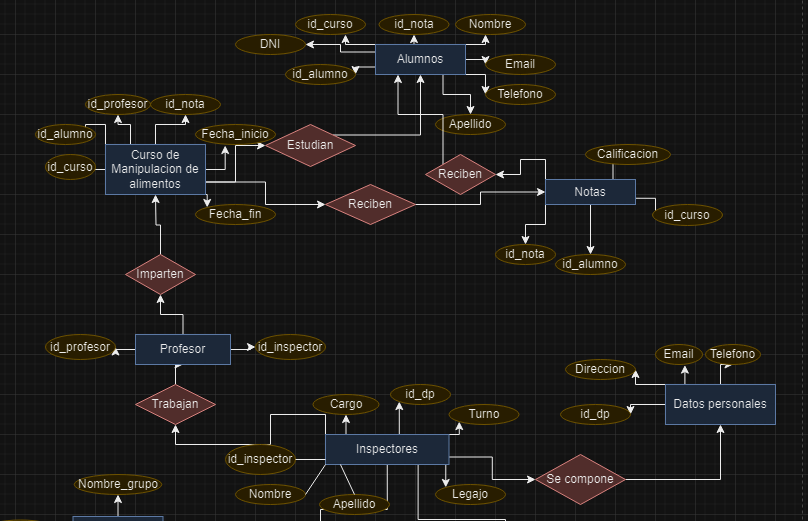 id_curso
id_nota
Nombre
DNI
Alumnos
Email
id_alumno
Telefono
id_profesor
id_nota
Apellido
id_alumno
Fecha_inicio
Estudian
Curso de
Manipulacion de
alimentos
Calificacion
id_curso
Reciben
Notas
Reciben
Fecha_fin
id_curso
id_nota
id_alumno
Imparten
id_profesor
Profesor
id_inspector
Email
Telefono
Direccion
id_dp
Trabajan
Cargo
Datos personales
id_dp
Turno
Inspectores
id_inspector
Se compone
Nombre_grupo
Nombre
Apellido
Legajo